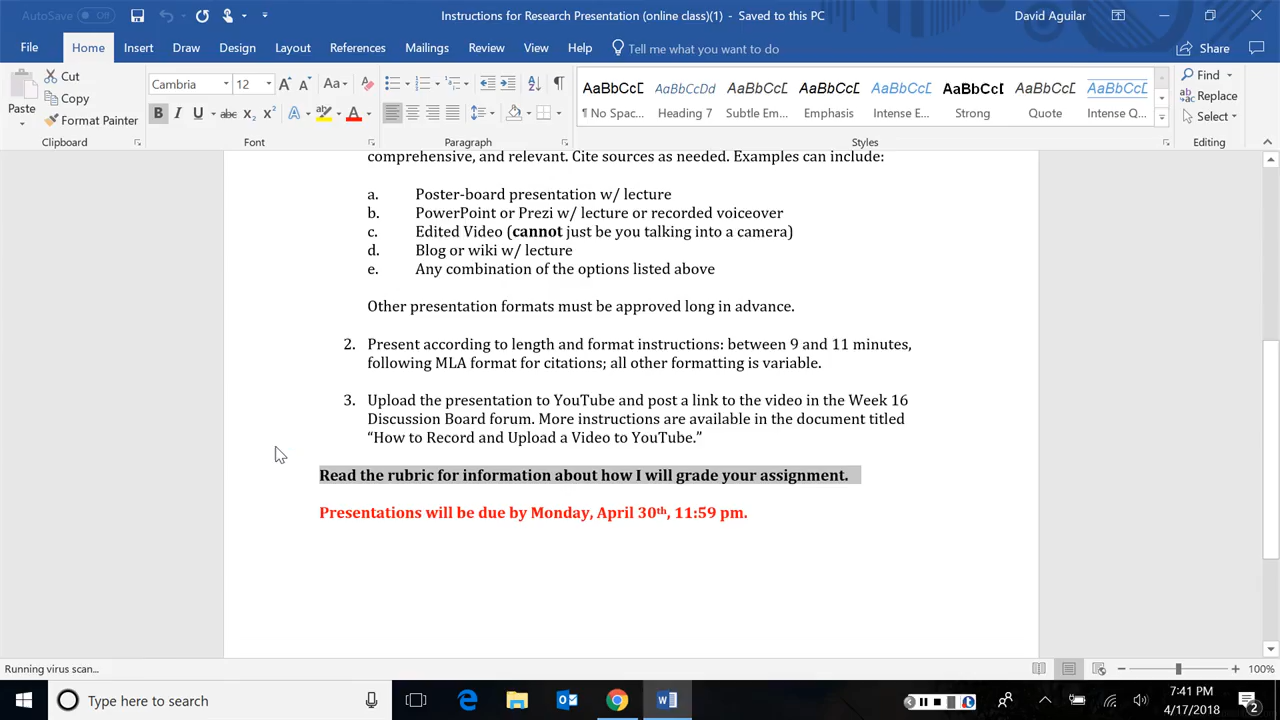 AutoSave Off
Instructions for Research Presentation (online class)(1) - Saved to this PC
David Aguilar
File Home Insert Draw Design Layout References Mailings Review View Help Tell me what you want to do Share
Paste Cut Copy Format Painter
Cambria 12
AaBbCcD AaBbCcDd AaBbCcD AaBbCcD AaBbCcD AaBbCcD AaBbCcD AaBbCcD
¶ No Spac... Heading 7 Subtle Em... Emphasis Intense E... Strong Quote Intense Q...
Find Replace Select
Clipboard Font Paragraph Styles Editing
comprehensive, and relevant. Cite sources as needed. Examples can include:
a. Poster-board presentation w/ lecture
b. PowerPoint or Prezi w/ lecture or recorded voiceover
c. Edited Video (cannot just be you talking into a camera)
d. Blog or wiki w/ lecture
e. Any combination of the options listed above
Other presentation formats must be approved long in advance.
2. Present according to length and format instructions: between 9 and 11 minutes,
following MLA format for citations; all other formatting is variable.
3. Upload the presentation to YouTube and post a link to the video in the Week 16
Discussion Board forum. More instructions are available in the document titled
“How to Record and Upload a Video to YouTube.”
Read the rubric for information about how I will grade your assignment.
Presentations will be due by Monday, April 30th, 11:59 pm.
Running virus scan...
100%
Type here to search
7:41 PM
4/17/2018
2